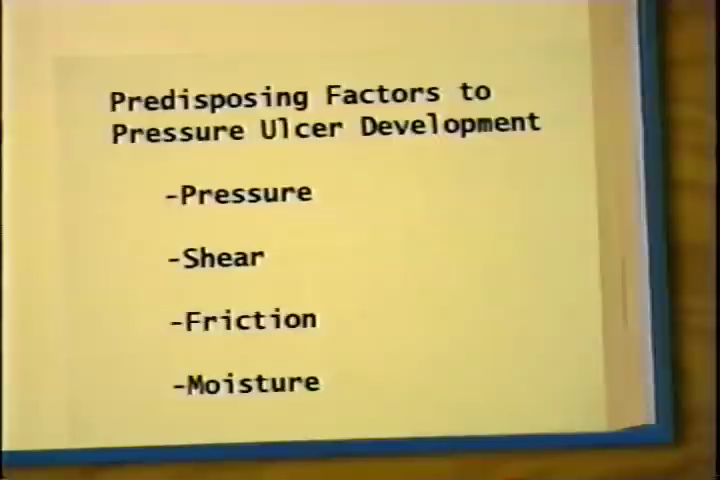 Predisposing Factors to
Pressure Ulcer Development
-Pressure
-Shear
-Friction
-Moisture